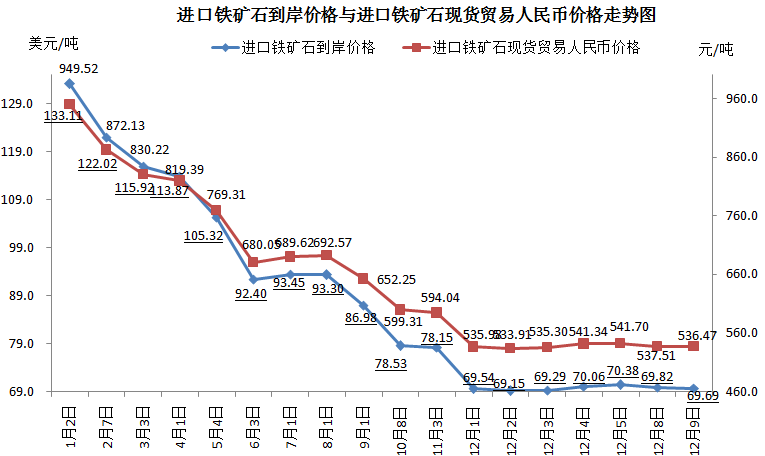 进口铁矿石到岸价格与进口铁矿石现货贸易人民币价格走势图
美元/吨
进口铁矿石到岸价格
进口铁矿石现货贸易人民币价格
元/吨
129.0
119.0
109.0
99.0
89.0
79.0
69.0
949.52
872.13
830.22
819.39
769.31
680.05
689.62
692.57
652.25
599.31
594.04
535.93
533.91
535.30
541.34
541.70
537.51
536.47
133.11
122.02
115.92
113.87
105.32
92.40
93.45
93.30
86.98
78.53
78.15
69.54
69.15
69.29
70.06
70.38
69.82
69.69
960.0
860.0
760.0
660.0
560.0
460.0
1月2日
2月7日
3月3日
4月1日
5月4日
6月3日
7月1日
8月1日
9月1日
10月8日
11月3日
12月1日
12月2日
12月3日
12月4日
12月5日
12月8日
12月9日